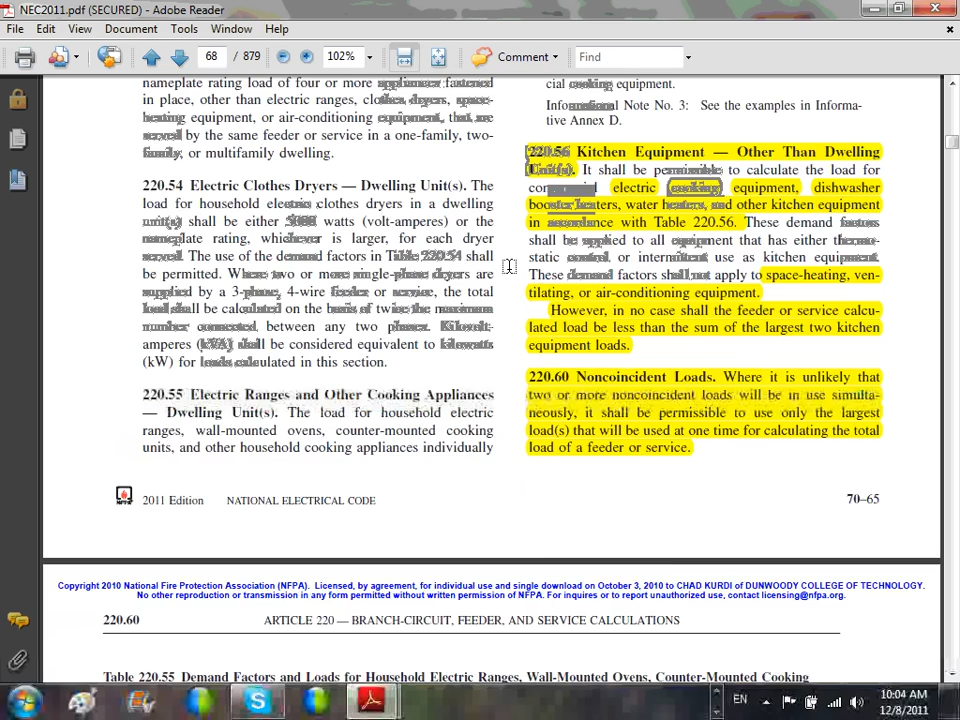 NEC2011.pdf (SECURED) - Adobe Reader
File Edit View Document Tools Window Help
68 / 879 102% Comment Find
nameplate rating load of four or more appliances fastened
in place, other than electric ranges, clothes dryers, space-
heating equipment, or air-conditioning equipment, that are
served by the same feeder or service in a one-family, two-
family, or multifamily dwelling.
220.54 Electric Clothes Dryers — Dwelling Unit(s). The
load for household electric clothes dryers in a dwelling
unit(s) shall be either 5000 watts (volt-amperes) or the
nameplate rating, whichever is larger, for each dryer
served. The use of the demand factors in Table 220.54 shall
be permitted. Where two or more single-phase dryers are
supplied by a 3-phase, 4-wire feeder or service, the total
load shall be calculated on the basis of twice the maximum
number connected between any two phases. Kilovolt-
amperes (kVA) shall be considered equivalent to kilowatts
(kW) for loads calculated in this section.
220.55 Electric Ranges and Other Cooking Appliances
— Dwelling Unit(s). The load for household electric
ranges, wall-mounted ovens, counter-mounted cooking
units, and other household cooking appliances individually
cial cooking equipment.
Informational Note No. 3: See the examples in Informa-
tive Annex D.
220.56 Kitchen Equipment — Other Than Dwelling
Unit(s). It shall be permissible to calculate the load for
commercial electric cooking equipment, dishwasher
booster heaters, water heaters, and other kitchen equipment
in accordance with Table 220.56. These demand factors
shall be applied to all equipment that has either thermo-
static control or intermittent use as kitchen equipment.
These demand factors shall not apply to space-heating, ven-
tilating, or air-conditioning equipment.
However, in no case shall the feeder or service calcu-
lated load be less than the sum of the largest two kitchen
equipment loads.
220.60 Noncoincident Loads. Where it is unlikely that
two or more noncoincident loads will be in use simulta-
neously, it shall be permissible to use only the largest
load(s) that will be used at one time for calculating the total
load of a feeder or service.
2011 Edition NATIONAL ELECTRICAL CODE 70–65
Copyright 2010 National Fire Protection Association (NFPA). Licensed, by agreement, for individual use and single download on October 3, 2010 to CHAD KURDI of DUNWOODY COLLEGE OF TECHNOLOGY.
No other reproduction or transmission in any form permitted without written permission of NFPA. For inquires or to report unauthorized use, contact licensing@nfpa.org.
220.60 ARTICLE 220 — BRANCH-CIRCUIT, FEEDER, AND SERVICE CALCULATIONS
Table 220.55 Demand Factors and Loads for Household Electric Ranges, Wall-Mounted Ovens, Counter-Mounted Cooking
EN 10:04 AM
12/8/2011